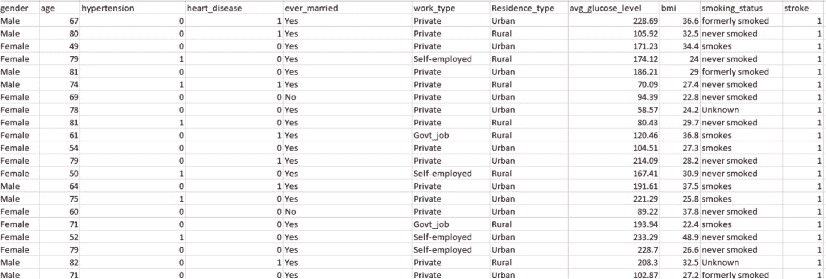 gender age hypertension heart_disease ever_married work_type Residence_type avg_glucose_level bmi smoking_status stroke
Male 67 0 1 Yes Private Urban 228.69 36.6 formerly smoked 1
Male 80 0 1 Yes Private Rural 105.92 32.5 never smoked 1
Female 49 0 0 Yes Private Urban 171.23 34.4 smokes 1
Female 79 1 0 Yes Self-employed Rural 174.12 24 never smoked 1
Male 81 0 0 Yes Private Urban 186.21 29 formerly smoked 1
Male 74 1 1 Yes Private Rural 70.09 27.4 never smoked 1
Female 69 0 0 No Private Urban 94.39 22.8 never smoked 1
Female 78 0 0 Yes Private Urban 58.57 24.2 Unknown 1
Female 81 1 0 Yes Private Rural 80.43 29.7 never smoked 1
Female 61 0 1 Yes Govt_job Rural 120.46 36.8 smokes 1
Female 54 0 0 Yes Private Urban 104.51 27.3 smokes 1
Female 79 0 1 Yes Private Urban 214.09 28.2 never smoked 1
Female 50 1 0 Yes Self-employed Rural 167.41 30.9 never smoked 1
Male 64 0 1 Yes Private Urban 191.61 37.5 smokes 1
Male 75 1 0 Yes Private Urban 221.29 25.8 smokes 1
Female 60 0 0 No Private Urban 89.22 37.8 never smoked 1
Female 71 0 0 Yes Govt_job Rural 193.94 22.4 smokes 1
Female 52 1 0 Yes Self-employed Urban 233.29 48.9 never smoked 1
Female 79 0 0 Yes Self-employed Urban 228.7 26.6 never smoked 1
Male 82 0 1 Yes Private Rural 208.3 32.5 Unknown 1
Male 71 0 0 Yes Private Urban 102.87 27.2 formerly smoked 1